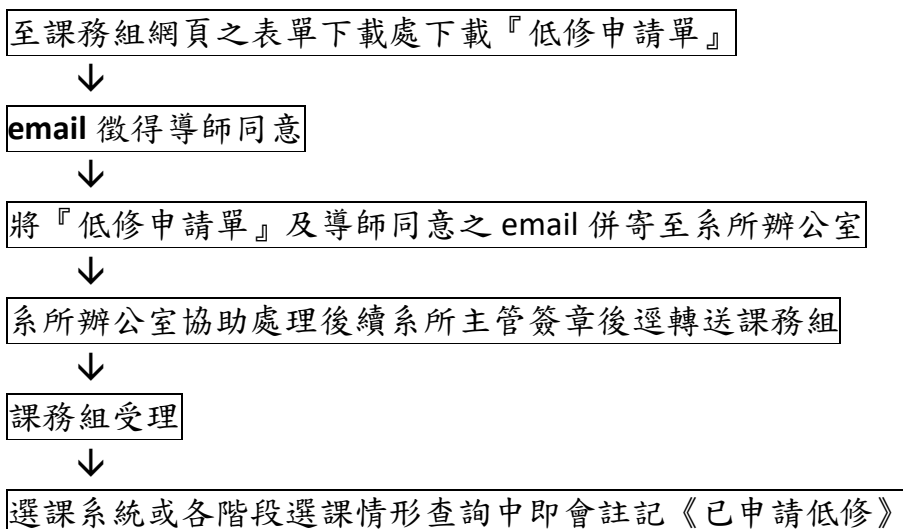 至課務組網頁之表單下載處下載『低修申請單』
↓
email 徵得導師同意
↓
將『低修申請單』及導師同意之 email 併寄至系所辦公室
↓
系所辦公室協助處理後續系所主管簽章後逕轉送課務組
↓
課務組受理
↓
選課系統或各階段選課情形查詢中即會註記《已申請低修》